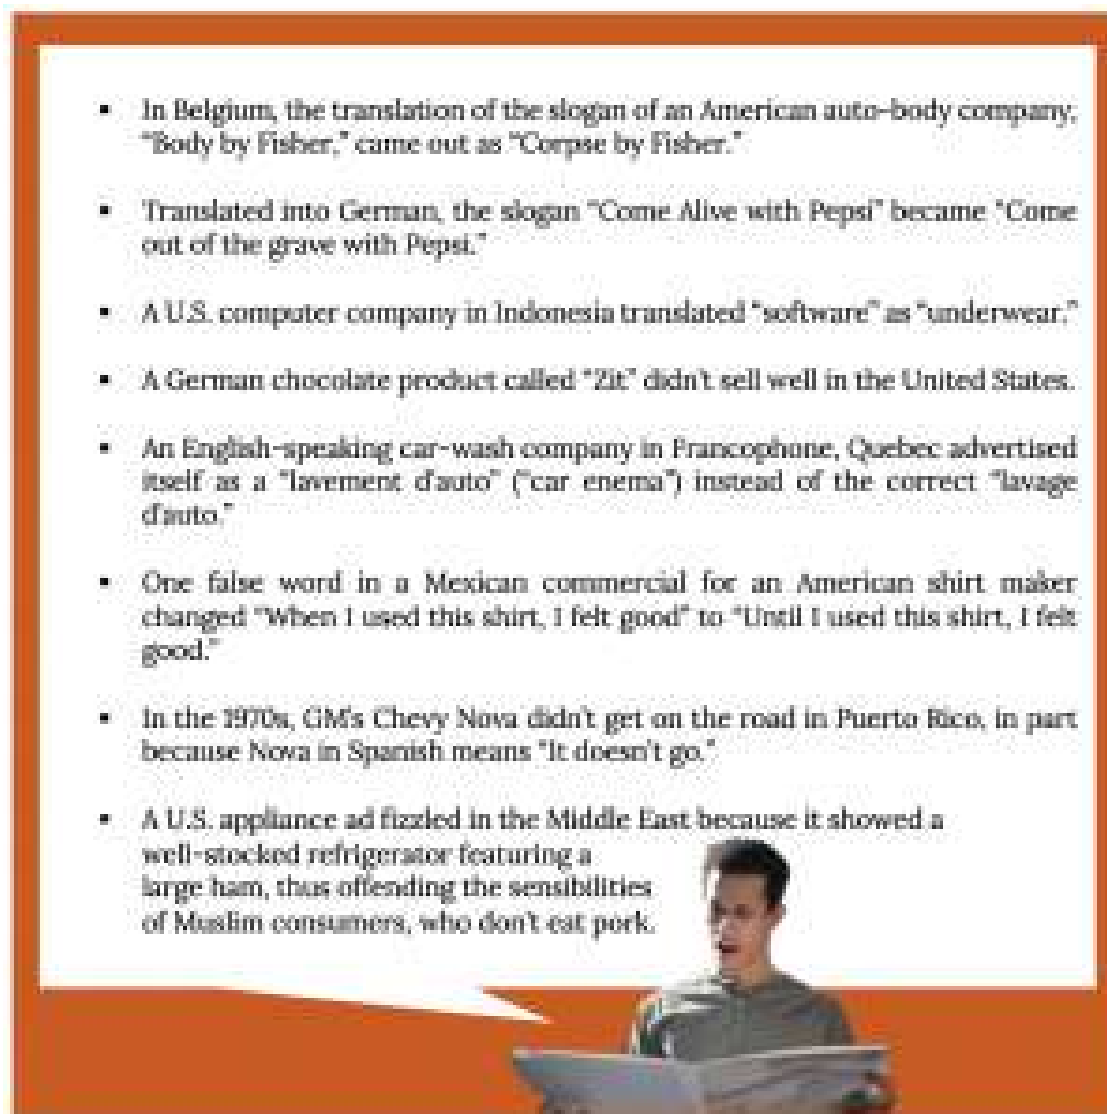 ▪ In Belgium, the translation of the slogan of an American auto-body company,
“Body by Fisher,” came out as “Corpse by Fisher.”
▪ Translated into German, the slogan “Come Alive with Pepsi” became “Come
out of the grave with Pepsi.”
▪ A U.S. computer company in Indonesia translated “software” as “underwear.”
▪ A German chocolate product called “Zit” didn’t sell well in the United States.
▪ An English-speaking car-wash company in Francophone, Quebec advertised
itself as a “lavement d’auto” (“car enema”) instead of the correct “lavage
d’auto.”
▪ One false word in a Mexican commercial for an American shirt maker
changed “When I used this shirt, I felt good” to “Until I used this shirt, I felt
good.”
▪ In the 1970s, GM’s Chevy Nova didn’t get on the road in Puerto Rico, in part
because Nova in Spanish means “It doesn’t go.”
▪ A U.S. appliance ad fizzled in the Middle East because it showed a
well-stocked refrigerator featuring a
large ham, thus offending the sensibilities
of Muslim consumers, who don’t eat pork.